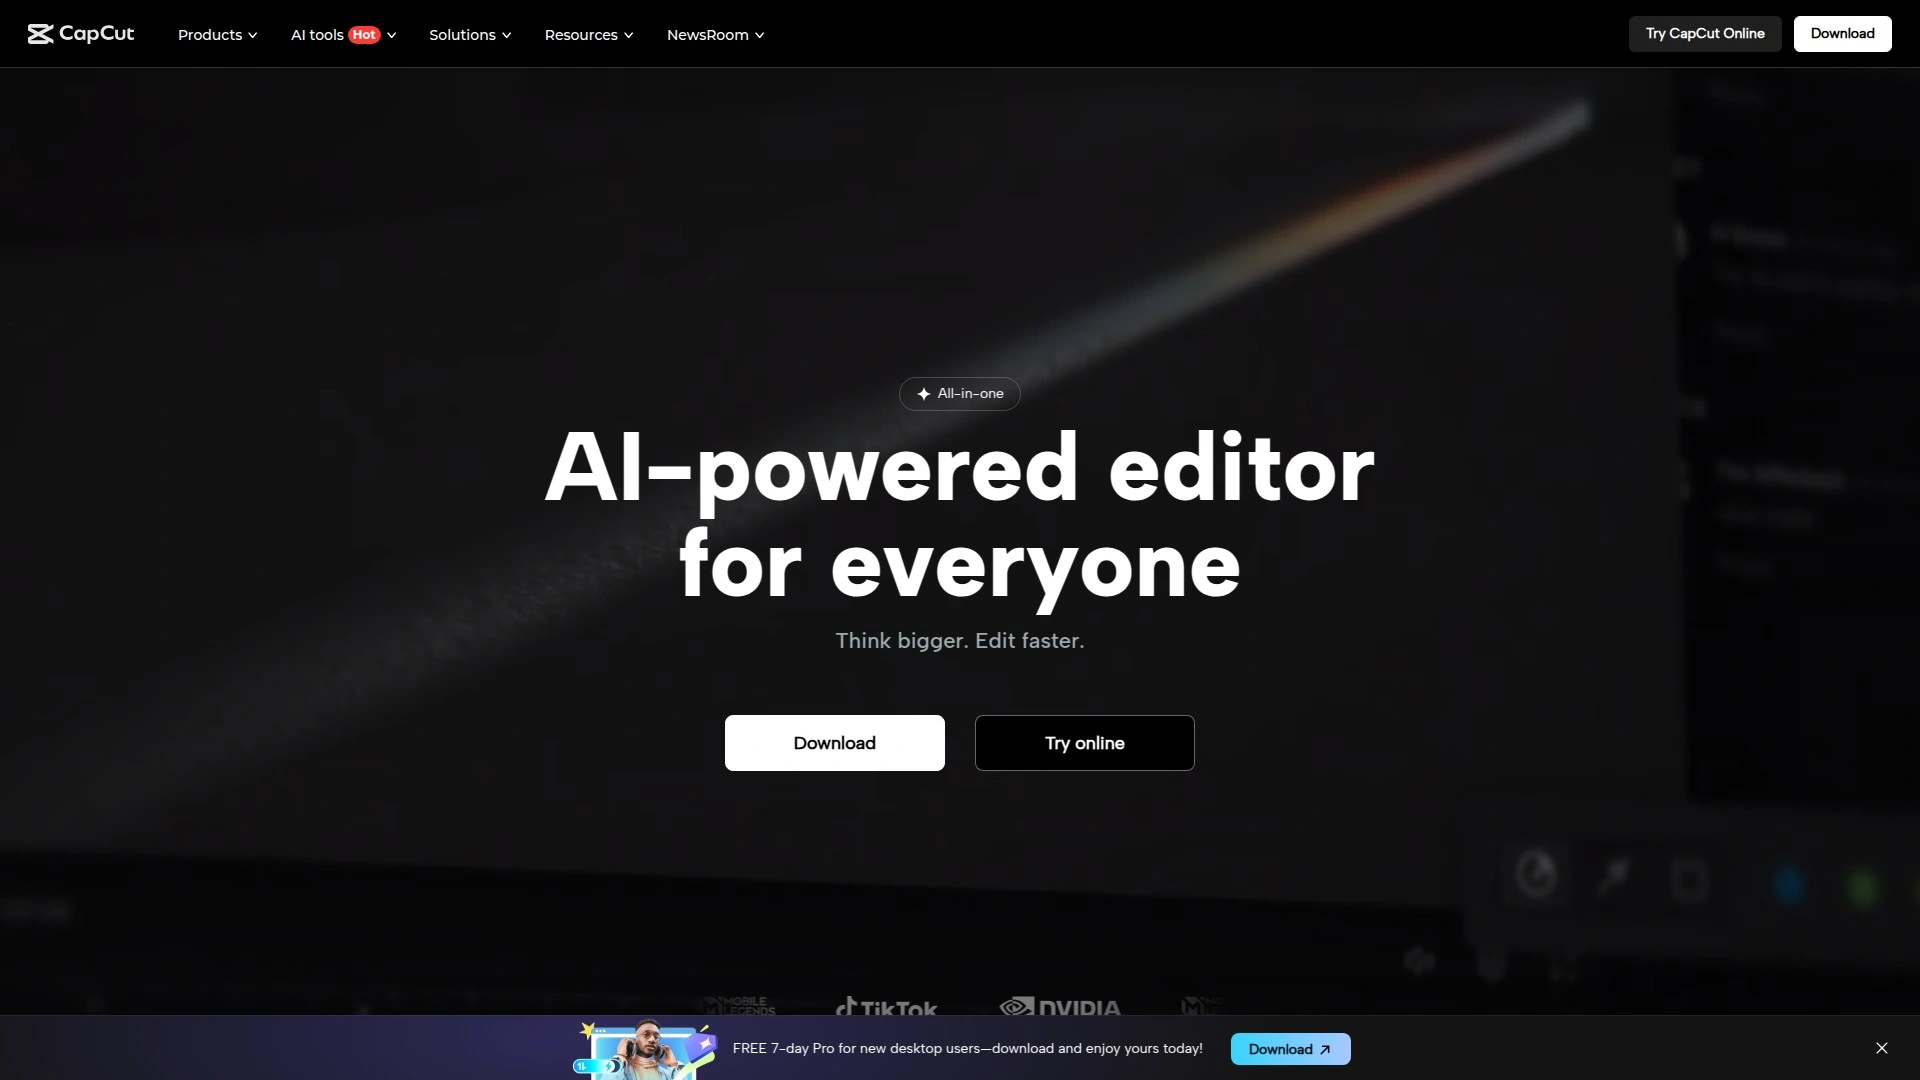 CapCut
Products
AI tools Hot
Solutions
Resources
NewsRoom
Try CapCut Online
Download
All-in-one
AI-powered editor
for everyone
Think bigger. Edit faster.
Download
Try online
MOBILE
LEGENDS
TikTok
NVIDIA
FREE 7-day Pro for new desktop users—download and enjoy yours today!
Download